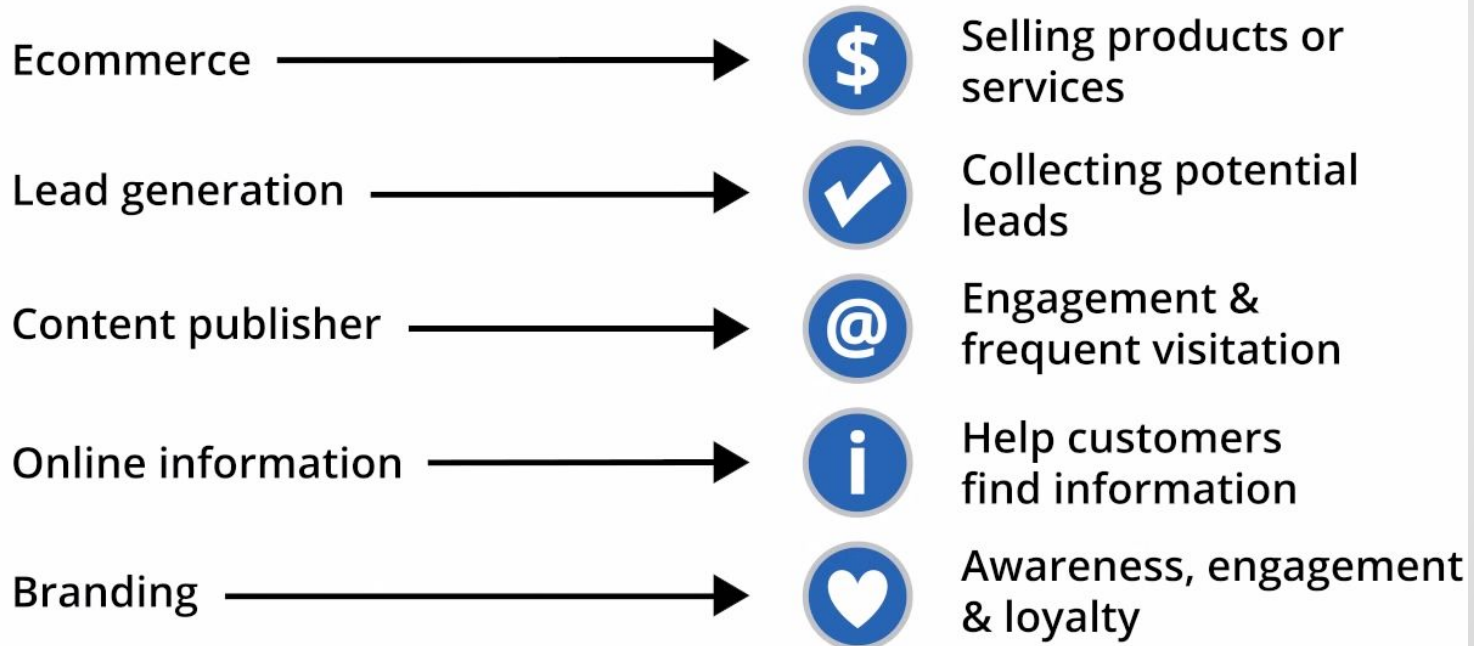 Ecommerce
$
Selling products or
services
Lead generation
Collecting potential
leads
Content publisher
@
Engagement &
frequent visitation
Online information
i
Help customers
find information
Branding
Awareness, engagement
& loyalty